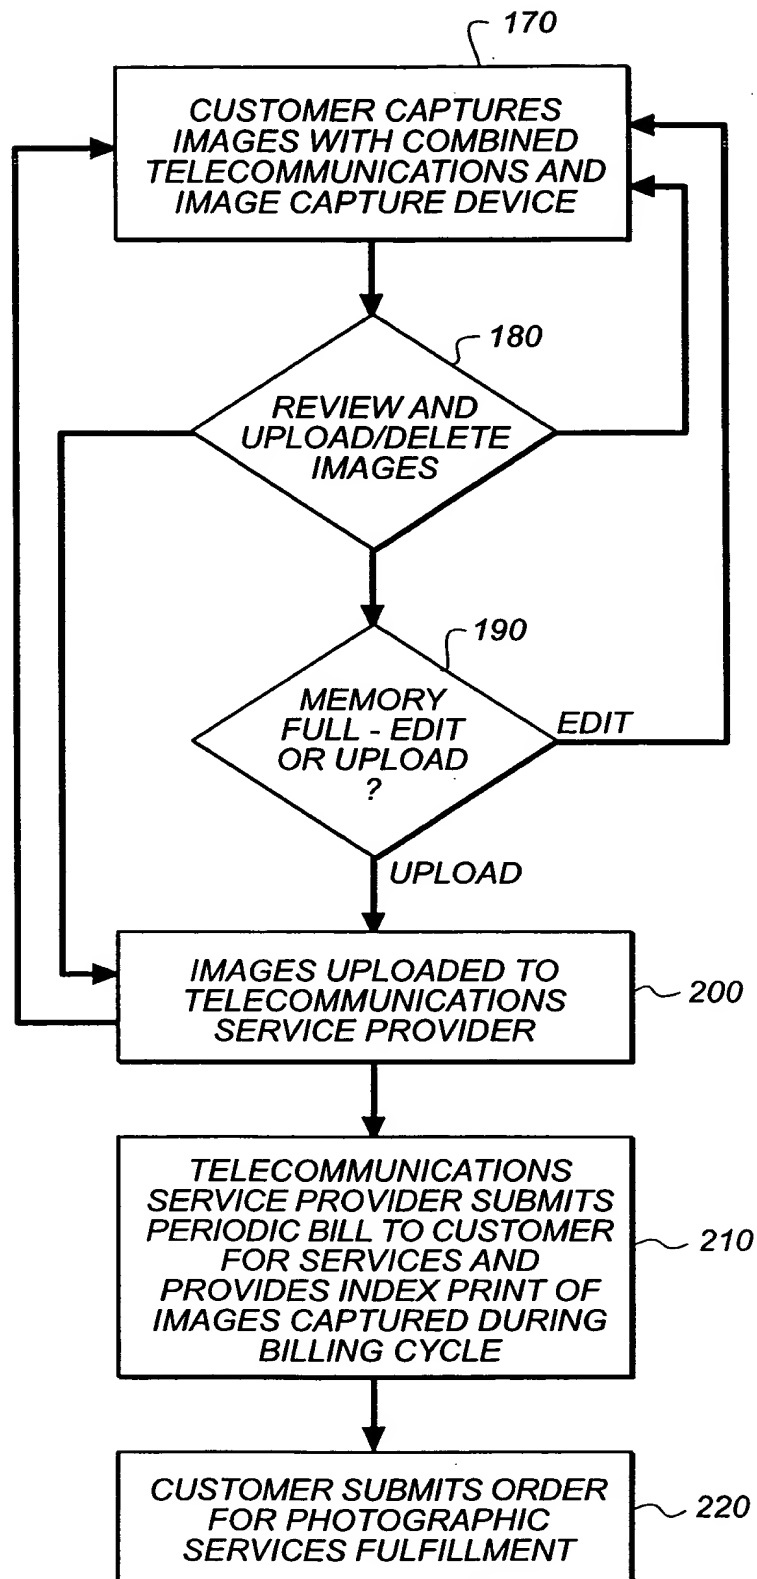 170
CUSTOMER CAPTURES
IMAGES WITH COMBINED
TELECOMMUNICATIONS AND
IMAGE CAPTURE DEVICE
180
REVIEW AND
UPLOAD/DELETE
IMAGES
190
MEMORY
FULL - EDIT
OR UPLOAD
?
EDIT
UPLOAD
IMAGES UPLOADED TO
TELECOMMUNICATIONS
SERVICE PROVIDER
200
TELECOMMUNICATIONS
SERVICE PROVIDER SUBMITS
PERIODIC BILL TO CUSTOMER
FOR SERVICES AND
PROVIDES INDEX PRINT OF
IMAGES CAPTURED DURING
BILLING CYCLE
210
CUSTOMER SUBMITS ORDER
FOR PHOTOGRAPHIC
SERVICES FULFILLMENT
220